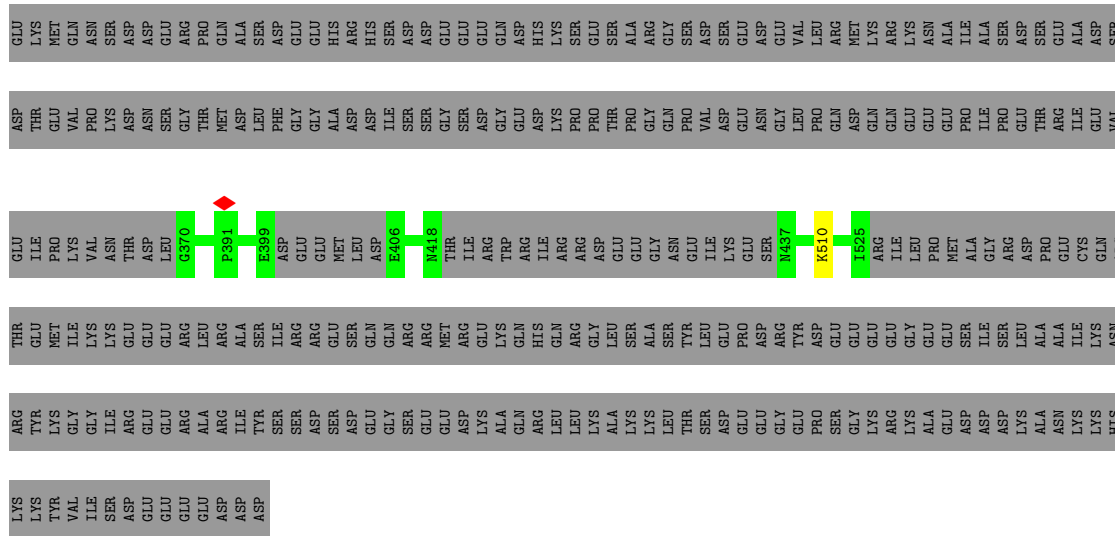 GLU LYS MET GLN ASN SER ASP ASP GLU ARG PRO GLN ALA SER ASP GLU GLU HIS ARG HIS SER ASP ASP GLU GLU GLU GLN ASP HIS LYS SER GLU SER ALA ARG GLY SER ASP SER GLU ASP GLU VAL LEU ARG MET LYS ARG LYS ASN ALA ILE ALA SER ASP SER GLU ALA ASP SER
ASP THR GLU VAL PRO LYS ASP ASN SER GLY THR MET ASP LEU PHE GLY GLY ALA ASP ASP ILE SER SER GLY SER ASP GLY GLU ASP LYS PRO PRO THR PRO GLY GLN PRO VAL ASP GLU ASN GLY LEU PRO GLN ASP GLN GLN GLU GLU GLU PRO ILE PRO GLU THR ARG ILE GLU VAL
GLU ILE PRO LYS VAL ASN THR ASP LEU G370 P391 E399 ASP GLU GLU MET LEU ASP E406 N418 THR ILE ARG TRP ARG ILE ARG ARG ASP GLU GLU GLY ASN GLU ILE LYS GLU SER N437 K510 I525 ARG ILE LEU PRO MET ALA GLY ARG ASP PRO GLU CYS GLN
THR GLU MET ILE LYS LYS GLU GLU GLU ARG LEU ARG ALA SER ILE ARG ARG GLU SER GLN GLN ARG ARG MET ARG GLU LYS GLN HIS GLN ARG GLY LEU SER ALA SER TYR LEU GLU PRO ASP ARG TYR ASP GLU GLU GLU GLY GLU GLU SER ILE SER LEU ALA ALA ILE LYS ASN
ARG TYR LYS GLY GLY ILE ARG GLU GLU ARG ALA ARG ILE TYR SER SER ASP SER ASP GLU GLY SER GLU GLU ASP LYS ALA GLN ARG LEU LEU LYS ALA LYS LYS LEU THR SER ASP GLU GLU GLY GLU PRO SER GLY LYS ARG LYS ALA GLU ASP ASP ASP LYS ALA ASN LYS LYS HIS
LYS LYS TYR VAL ILE SER ASP GLU GLU GLU GLU ASP ASP ASP